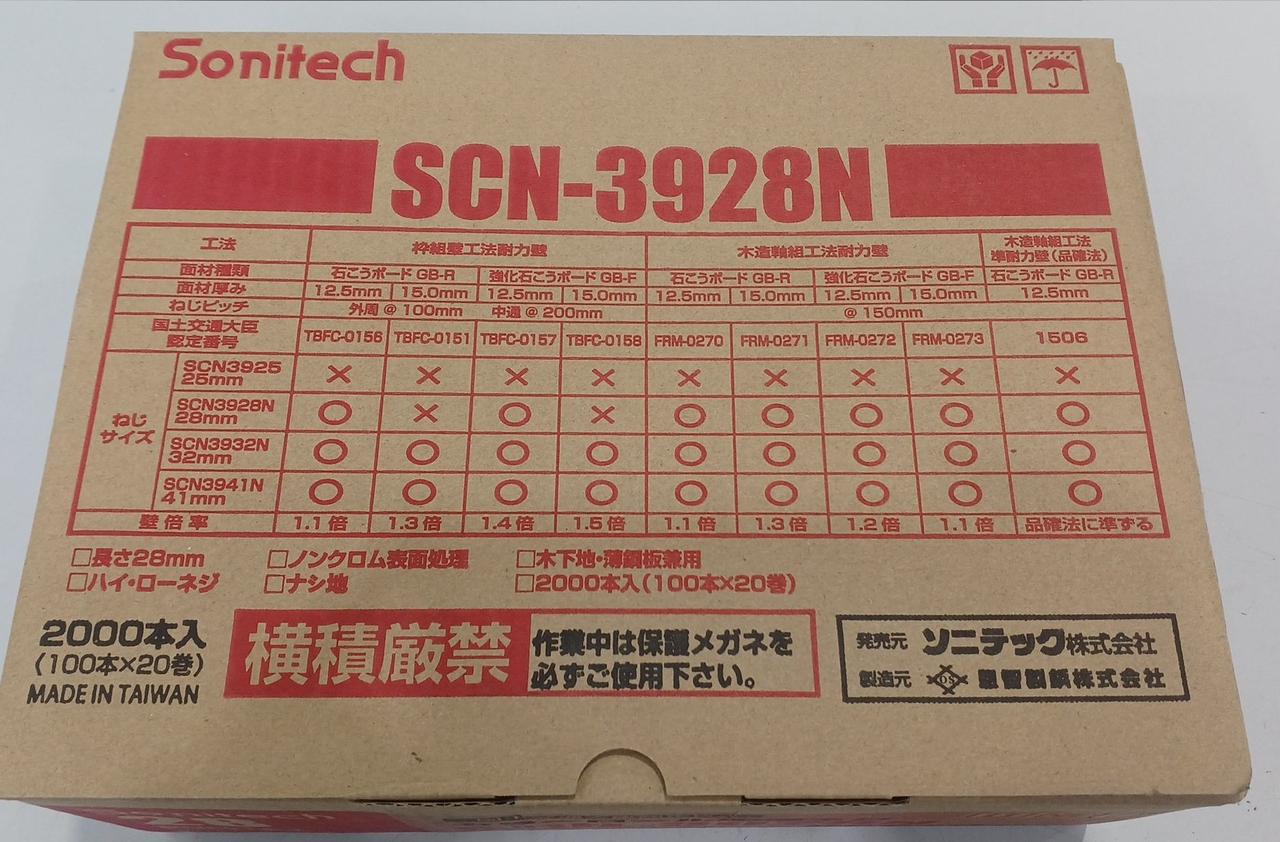 Sonitech
SCN-3928N
工法 枠組壁工法耐力壁 木造軸組工法耐力壁 木造軸組工法
準耐力壁(品確法)
面材種類 石こうボード GB-R 強化石こうボード GB-F 石こうボード GB-R 強化石こうボード GB-F 石こうボード GB-R
面材厚み 12.5mm 15.0mm 12.5mm 15.0mm 12.5mm 15.0mm 12.5mm 15.0mm 12.5mm
ねじピッチ 外周@100mm 中通@200mm @150mm
国土交通大臣
認定番号 TBFC-0156 TBFC-0151 TBFC-0157 TBFC-0158 FRM-0270 FRM-0271 FRM-0272 FRM-0273 1506
ねじ
サイズ
SCN3925
25mm × × × × × × × × ×
SCN3928N
28mm ○ × ○ × ○ ○ ○ ○ ○
SCN3932N
32mm ○ ○ ○ ○ ○ ○ ○ ○ ○
SCN3941N
41mm ○ ○ ○ ○ ○ ○ ○ ○ ○
壁倍率 1.1倍 1.3倍 1.4倍 1.5倍 1.1倍 1.3倍 1.2倍 1.1倍 品確法に準ずる
□長さ28mm □ノンクロム表面処理 □木下地・薄鋼板兼用
□ハイ・ローネジ □ナシ地 □2000本入(100本×20巻)
2000本入
(100本×20巻)
MADE IN TAIWAN
横積厳禁
作業中は保護メガネを
必ずご使用下さい。
発売元 ソニテック株式会社
製造元 DS 製鋲株式会社